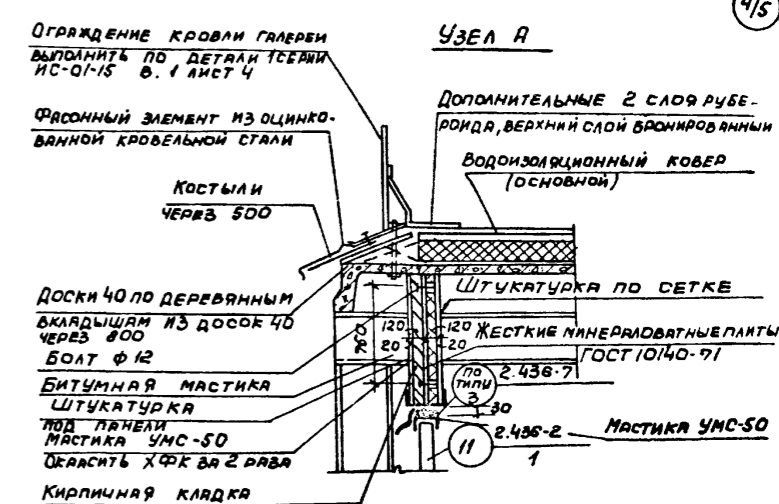 4/5
УЗЕЛ А
ОГРАЖДЕНИЕ КРОВЛИ ГАЛЕРЕИ
ВЫПОЛНИТЬ ПО ДЕТАЛИ 1 СЕРИИ
ИС-01-15 В. 1 ЛИСТ 4
ФАСОННЫЙ ЭЛЕМЕНТ ИЗ ОЦИНКО-
ВАННОЙ КРОВЕЛЬНОЙ СТАЛИ
КОСТЫЛИ
ЧЕРЕЗ 500
ДОПОЛНИТЕЛЬНЫЕ 2 СЛОЯ РУБЕ-
РОИДА, ВЕРХНИЙ СЛОЙ БРОНИРОВАННЫЙ
ВОДОИЗОЛЯЦИОННЫЙ КОВЕР
(ОСНОВНОЙ)
ДОСКИ 40 ПО ДЕРЕВЯННЫМ
ВКЛАДЫШАМ ИЗ ДОСОК 40
ЧЕРЕЗ 800
БОЛТ Ф 12
БИТУМНАЯ МАСТИКА
ШТУКАТУРКА
ПОД ПАНЕЛИ
МАСТИКА УМС-50
ОКРАСИТЬ ХФК ЗА 2 РАЗА
КИРПИЧНАЯ КЛАДКА
760
120
20
120
20
ШТУКАТУРКА ПО СЕТКЕ
ЖЕСТКИЕ МИНЕРАЛОВАТНЫЕ ПЛИТЫ
ГОСТ 10140-71
ПО
ТИПУ
3
2.436-7
30
11
2.436-2
1
МАСТИКА УМС-50